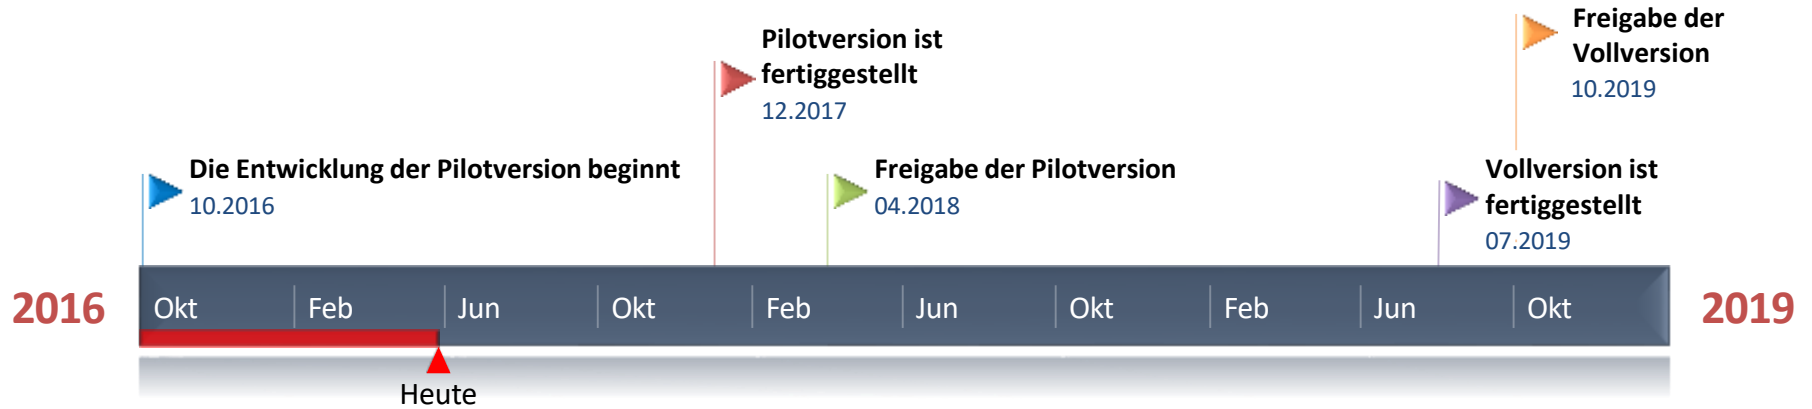 Freigabe der
Vollversion
10.2019
Pilotversion ist
fertiggestellt
12.2017
Die Entwicklung der Pilotversion beginnt
10.2016
Freigabe der Pilotversion
04.2018
Vollversion ist
fertiggestellt
07.2019
2016 Okt Feb Jun Okt Feb Jun Okt Feb Jun Okt 2019
Heute